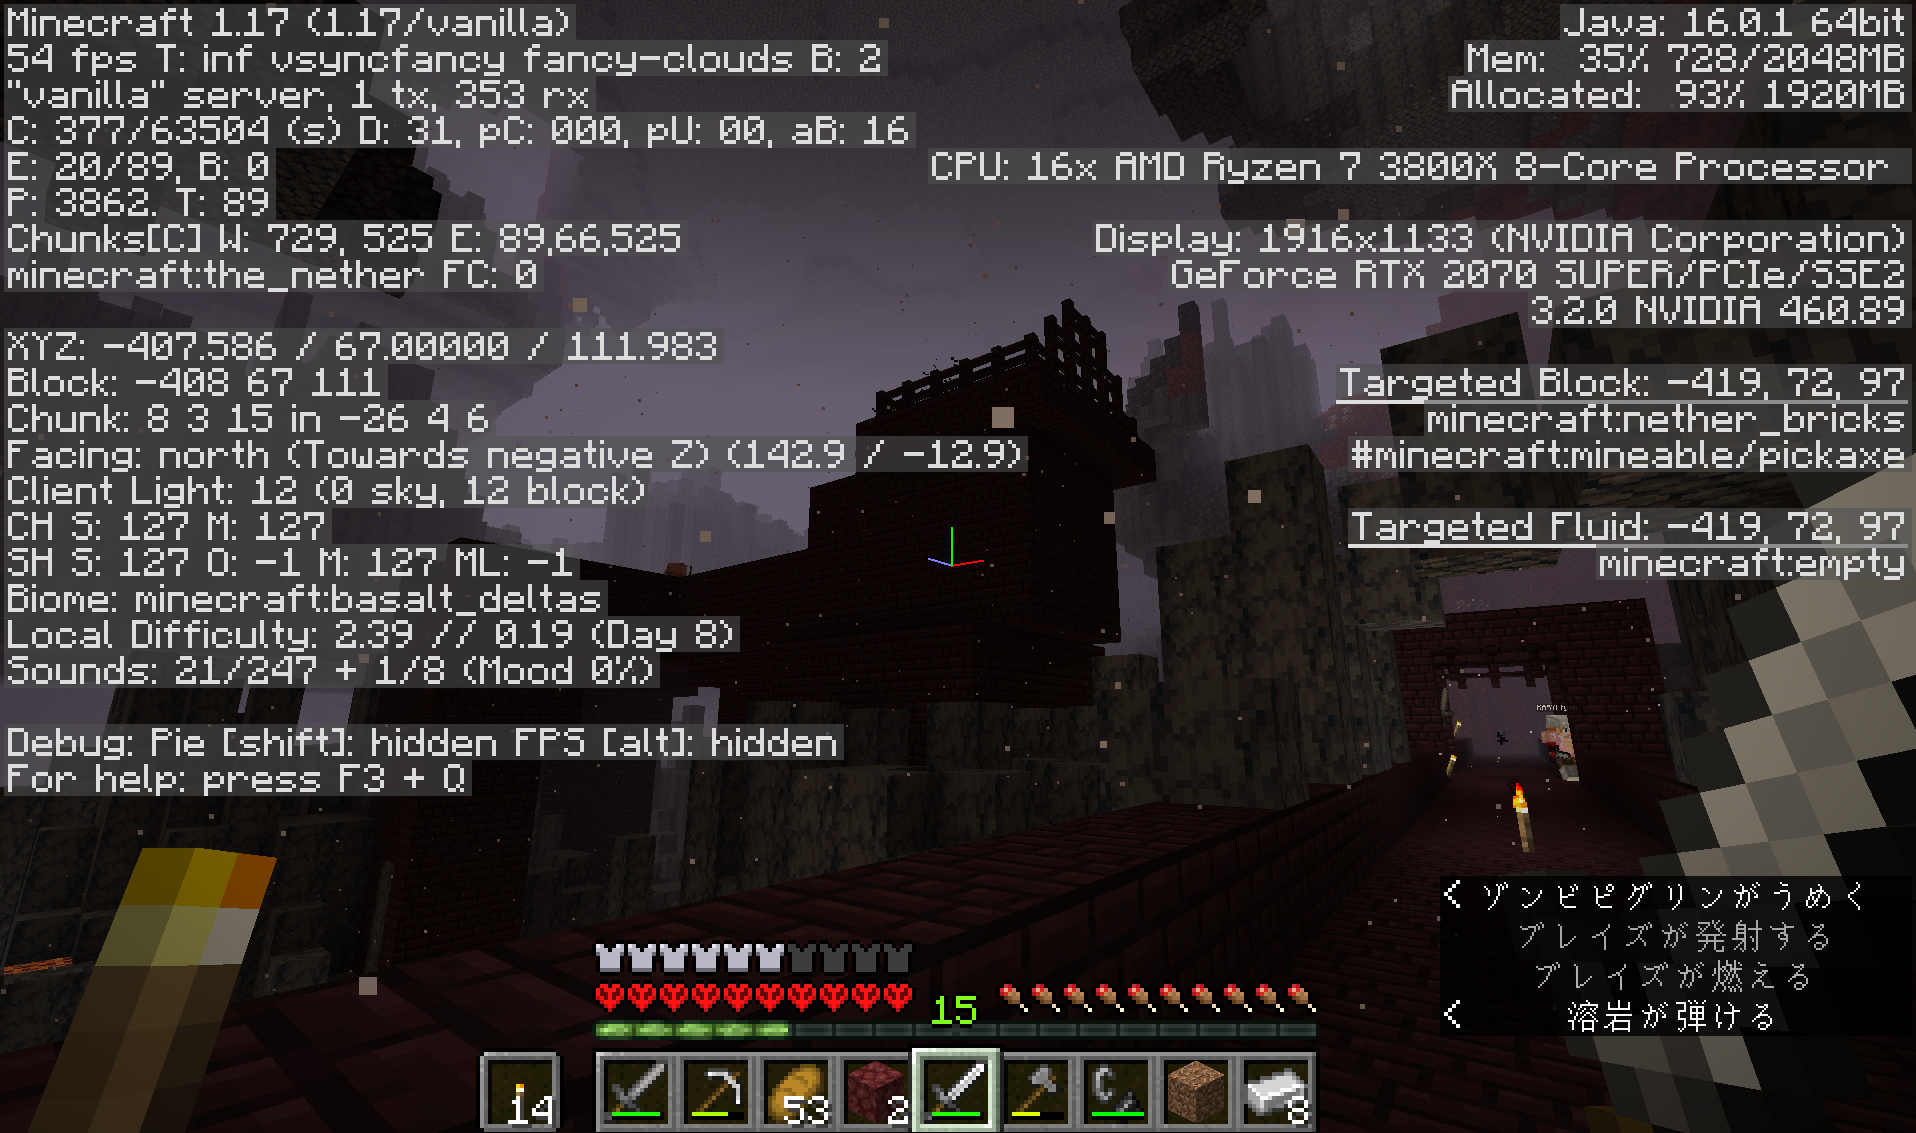 Minecraft 1.17 (1.17/vanilla)
54 fps T: inf vsyncfancy fancy-clouds B: 2
"vanilla" server, 1 tx, 353 rx
C: 377/63504 (s) D: 31, pC: 000, pU: 00, aB: 16
E: 20/89, B: 0
P: 3862. T: 89
Chunks[C] W: 729, 525 E: 89,66,525
minecraft:the_nether FC: 0
XYZ: -407.586 / 67.00000 / 111.983
Block: -408 67 111
Chunk: 8 3 15 in -26 4 6
Facing: north (Towards negative Z) (142.9 / -12.9)
Client Light: 12 (0 sky, 12 block)
CH S: 127 M: 127
SH S: 127 O: -1 M: 127 ML: -1
Biome: minecraft:basalt_deltas
Local Difficulty: 2.39 // 0.19 (Day 8)
Sounds: 21/247 + 1/8 (Mood 0%)
Debug: Pie [shift]: hidden FPS [alt]: hidden
For help: press F3 + Q
Java: 16.0.1 64bit
Mem: 35% 728/2048MB
Allocated: 93% 1920MB
CPU: 16x AMD Ryzen 7 3800X 8-Core Processor
Display: 1916x1133 (NVIDIA Corporation)
GeForce RTX 2070 SUPER/PCIe/SSE2
3.2.0 NVIDIA 460.89
Targeted Block: -419, 72, 97
minecraft:nether_bricks
#minecraft:mineable/pickaxe
Targeted Fluid: -419, 72, 97
minecraft:empty
< ゾンビピグリンがうめく
ブレイズが発射する
ブレイズが燃える
< 溶岩が弾ける
15
14
53
2
8